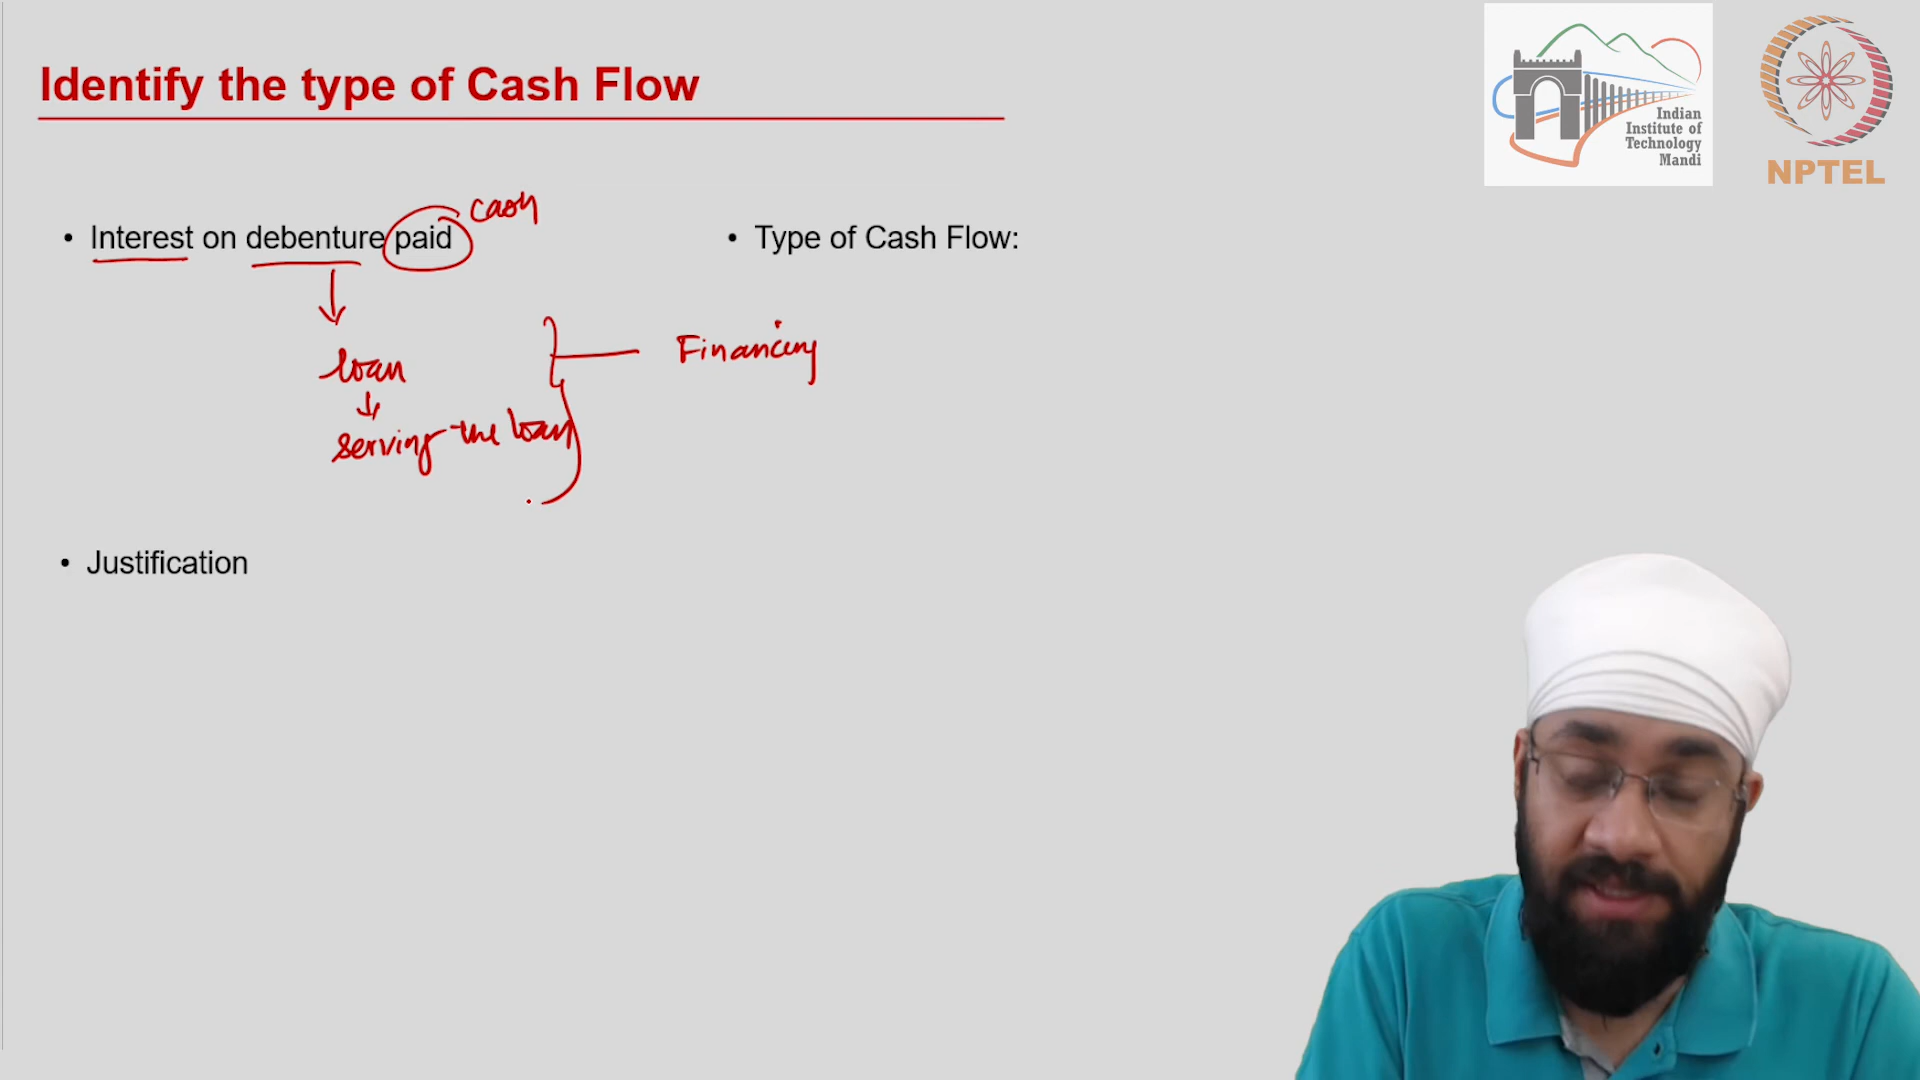 Identify the type of Cash Flow
Indian
Institute of
Technology
Mandi
NPTEL
cash
• Interest on debenture paid
• Type of Cash Flow:
Financing
loan
serving the loan
• Justification